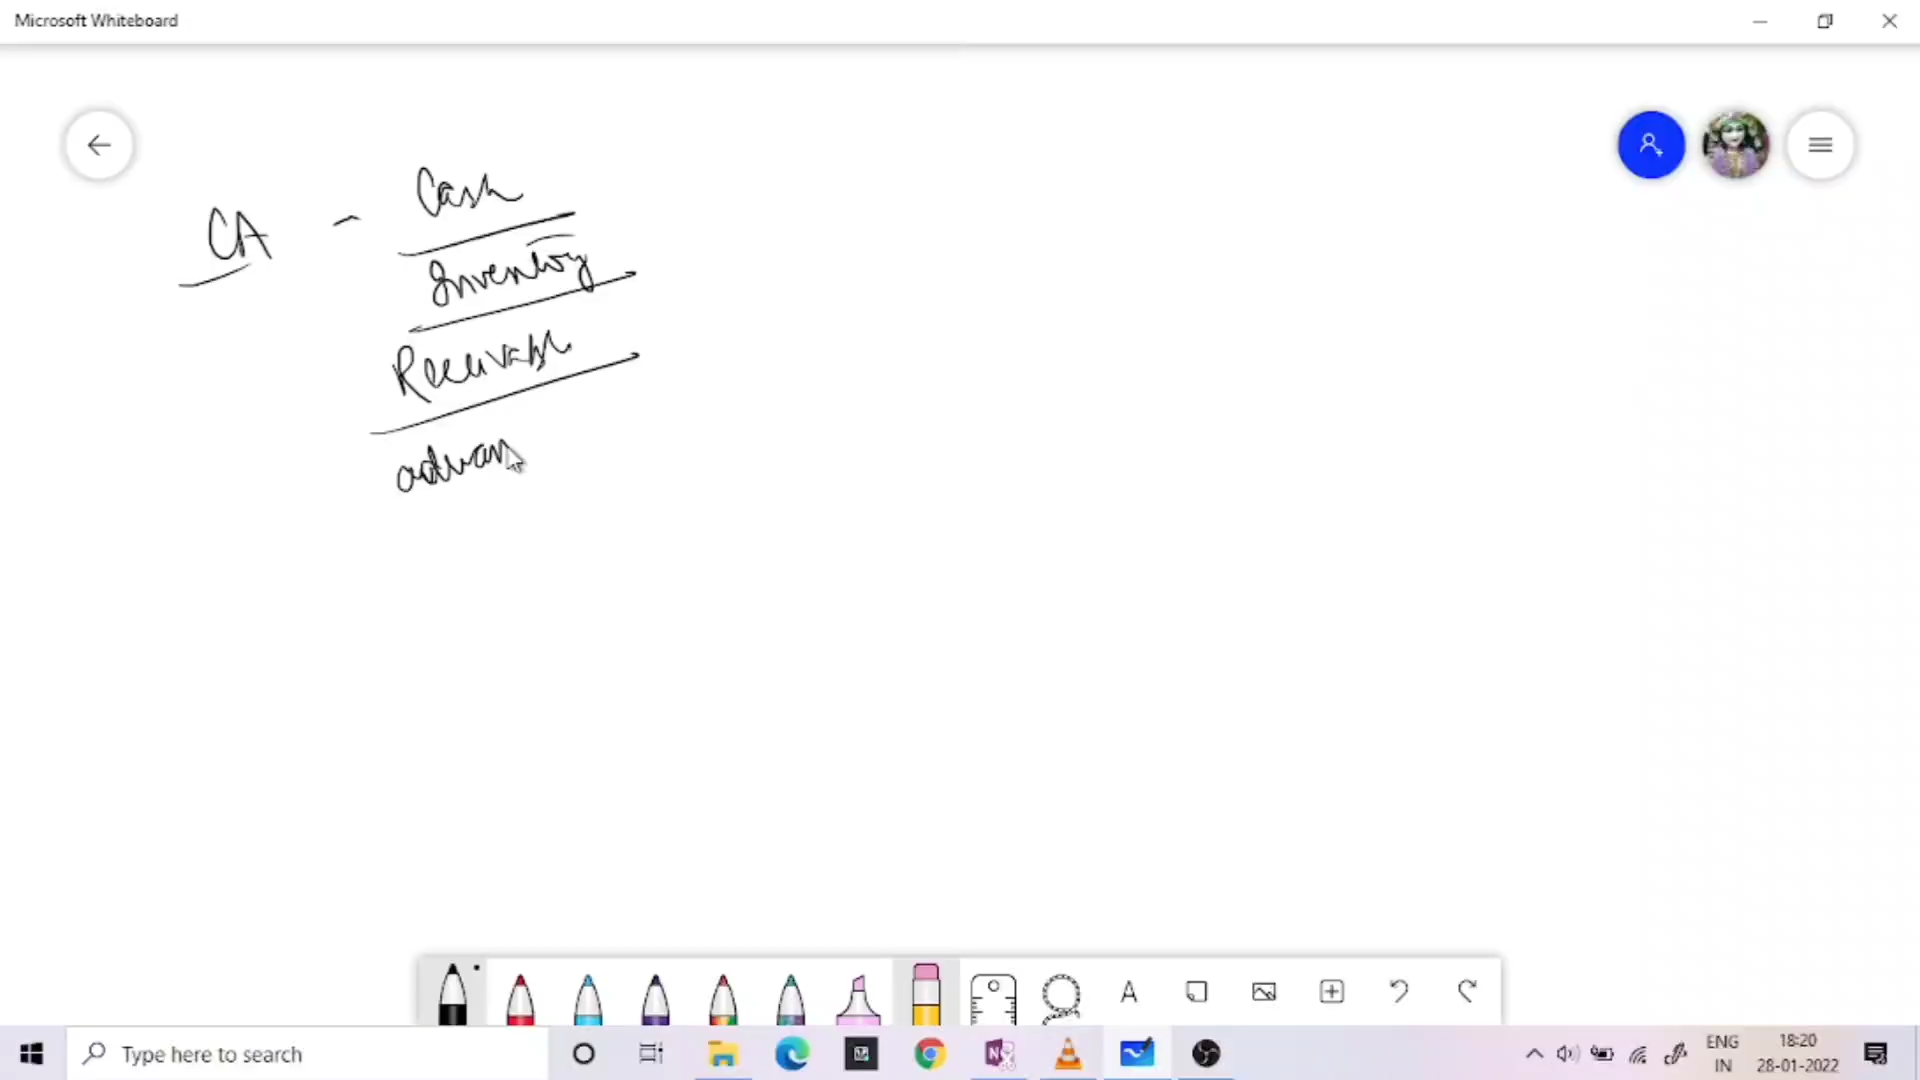 Microsoft Whiteboard
CA - Cash
Inventory
Receivable
advan
A
Type here to search
ENG
IN
18:20
28-01-2022